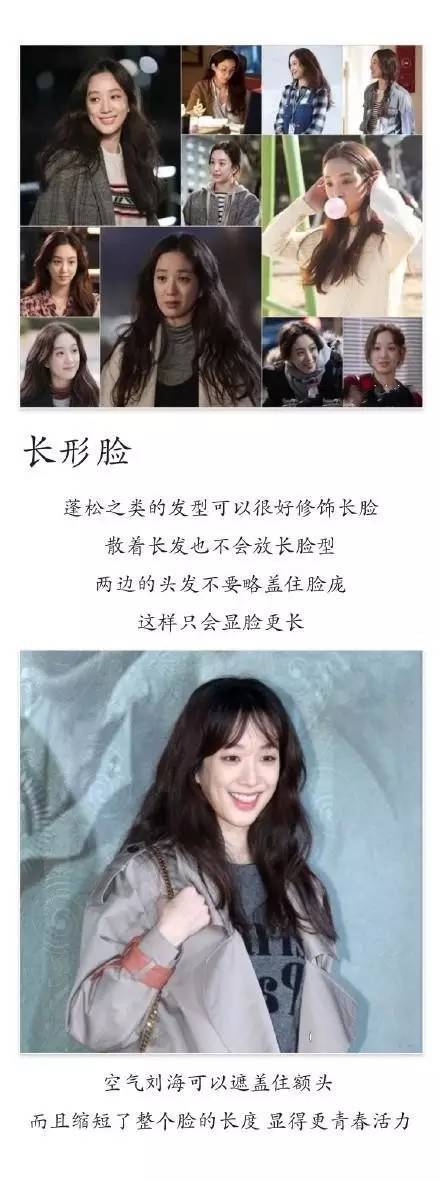 长形脸
蓬松之类的发型可以很好修饰长脸
散着长发也不会放长脸型
两边的头发不要略盖住脸庞
这样只会显脸更长
空气刘海可以遮盖住额头
而且缩短了整个脸的长度 显得更青春活力